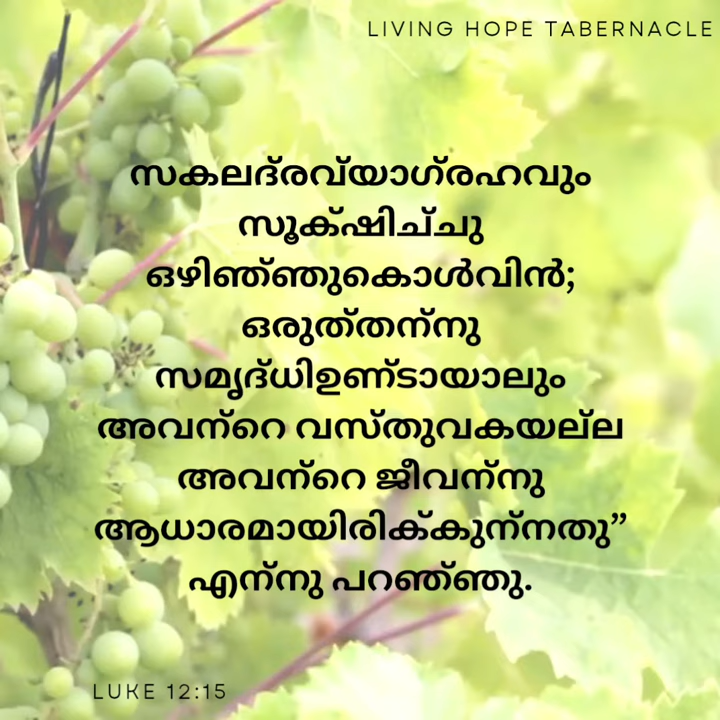 LIVING HOPE TABERNACLE
സകലദ്രവ്യാഗ്രഹവും
സൂക്ഷിച്ചു
ഒഴിഞ്ഞുകൊൾവിൻ;
ഒരുത്തന്നു
സമൃദ്ധിഉണ്ടായാലും
അവന്റെ വസ്തുവകയല്ല
അവന്റെ ജീവന്നു
ആധാരമായിരിക്കുന്നതു”
എന്നു പറഞ്ഞു.
LUKE 12:15